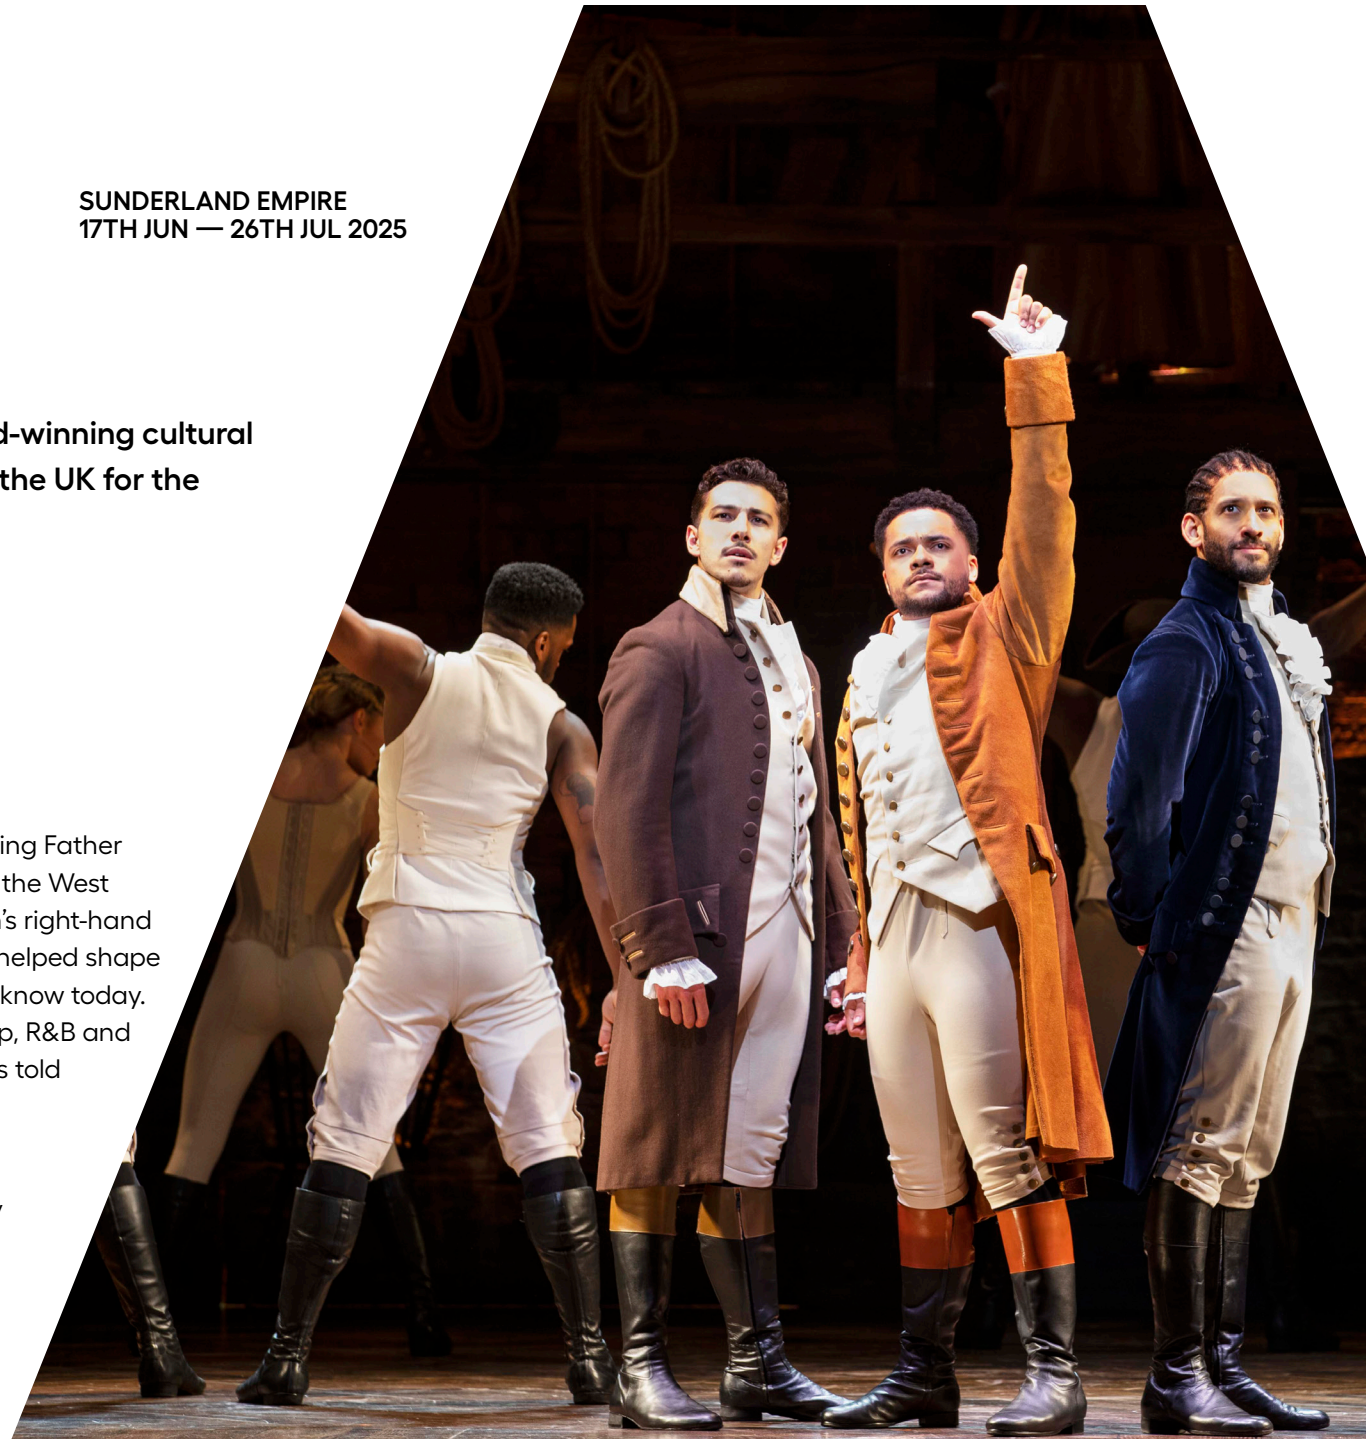 SUNDERLAND EMPIRE
17TH JUN — 26TH JUL 2025
d-winning cultural
the UK for the
ing Father
the West
's right-hand
helped shape
know today.
p, R&B and
s told